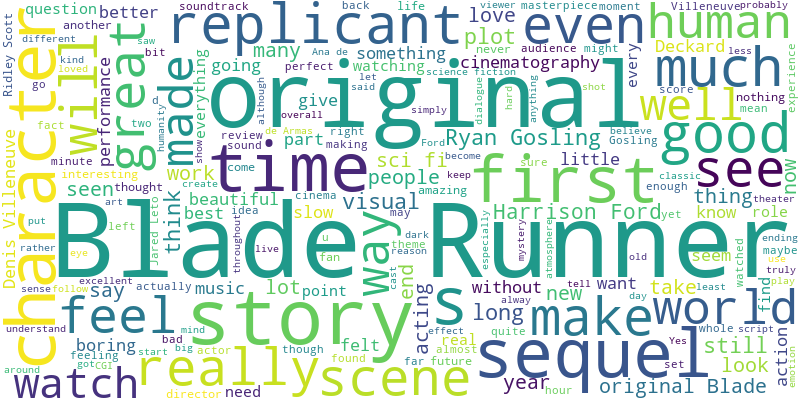 Blade Runner
original
story
character
sequel
time
replicant
even
human
much
first
scene
really
world
make
feel
watch
see
good
well
will
great
made
way
s
Ryan Gosling
Harrison Ford
original Blade
cinematography
visual
sci fi
people
plot
love
many
something
going
better
question
another
soundtrack
back
life
different
saw
bit
two
d
masterpiece
moment
Villeneuve
probably
viewer
audience
might
never
Deckard
less
nothing
mean
score
every
experience
Ridley Scott
Denis Villeneuve
performance
everything
humanity
although
show
watching
Ana de
perfect
let
said
overall
science fiction
simply
dialogue
hard
anything
shot
give
review
sound
right
making
de Armas
part
Ford
become
keep
believe
Gosling
sure
little
classic
enough
theater
now
thing
know
role
yet
seem
watched
ending
maybe
truly
use
play
take
least
find
action
emotion
script
whole
still
look
set
Yes
day
old
tell
want
without
new
long
alway
quite
effect
acting
year
hour
real
almost
far
future
end
felt
found
though
point
lot
music
slow
cinema
idea
beautiful
best
work
think
thought
seen
minute
fact
interesting
kind
loved
go
come
create
amazing
may
dark
theme
reason
u
fan
live
throughout
Jared Leto
art
left
put
rather
eye
excellent
sense
follow
actually
say
understand
around
boring
feeling
got
CGI
bad
mind
start
big
actor
director
need
cast
especially
mystery
atmosphere